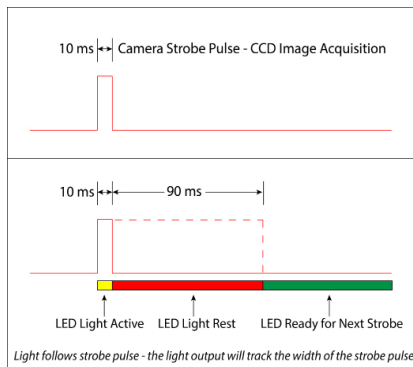 10 ms Camera Strobe Pulse - CCD Image Acquisition
10 ms 90 ms
LED Light Active LED Light Rest LED Ready for Next Strobe
Light follows strobe pulse - the light output will track the width of the strobe pulse